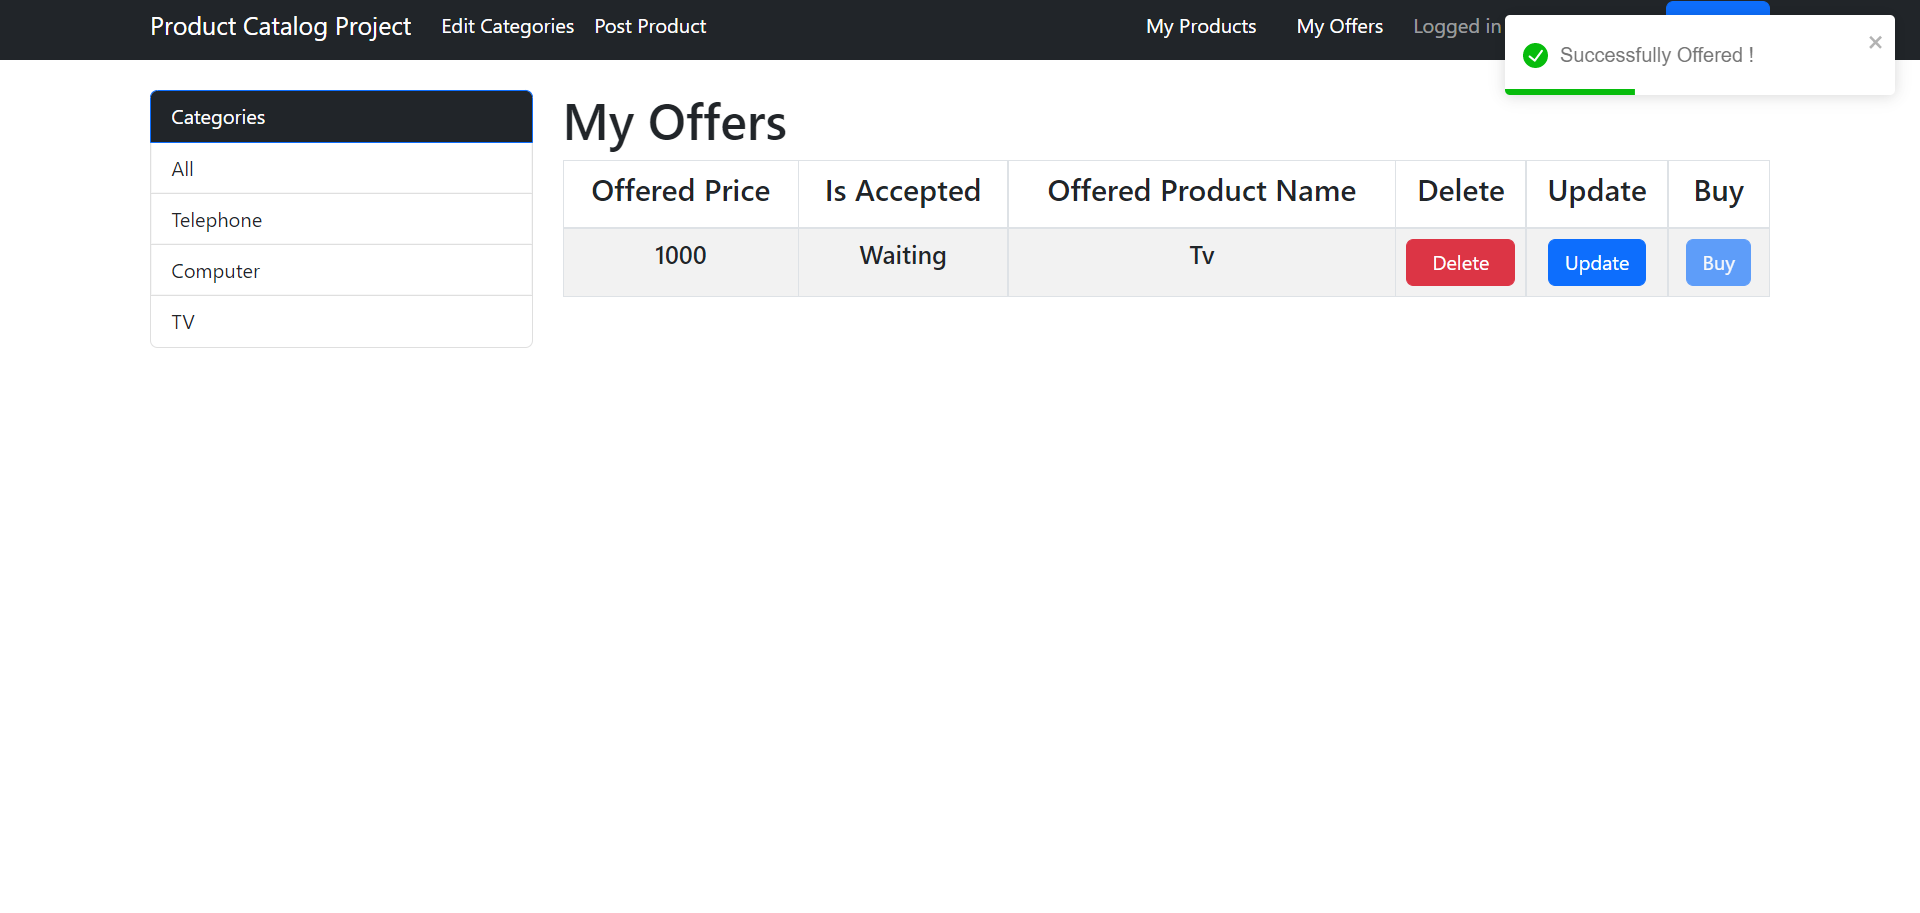 Product Catalog Project Edit Categories Post Product My Products My Offers Logged in
Successfully Offered !
Categories
All
Telephone
Computer
TV
My Offers
Offered Price Is Accepted Offered Product Name Delete Update Buy
1000 Waiting Tv Delete Update Buy